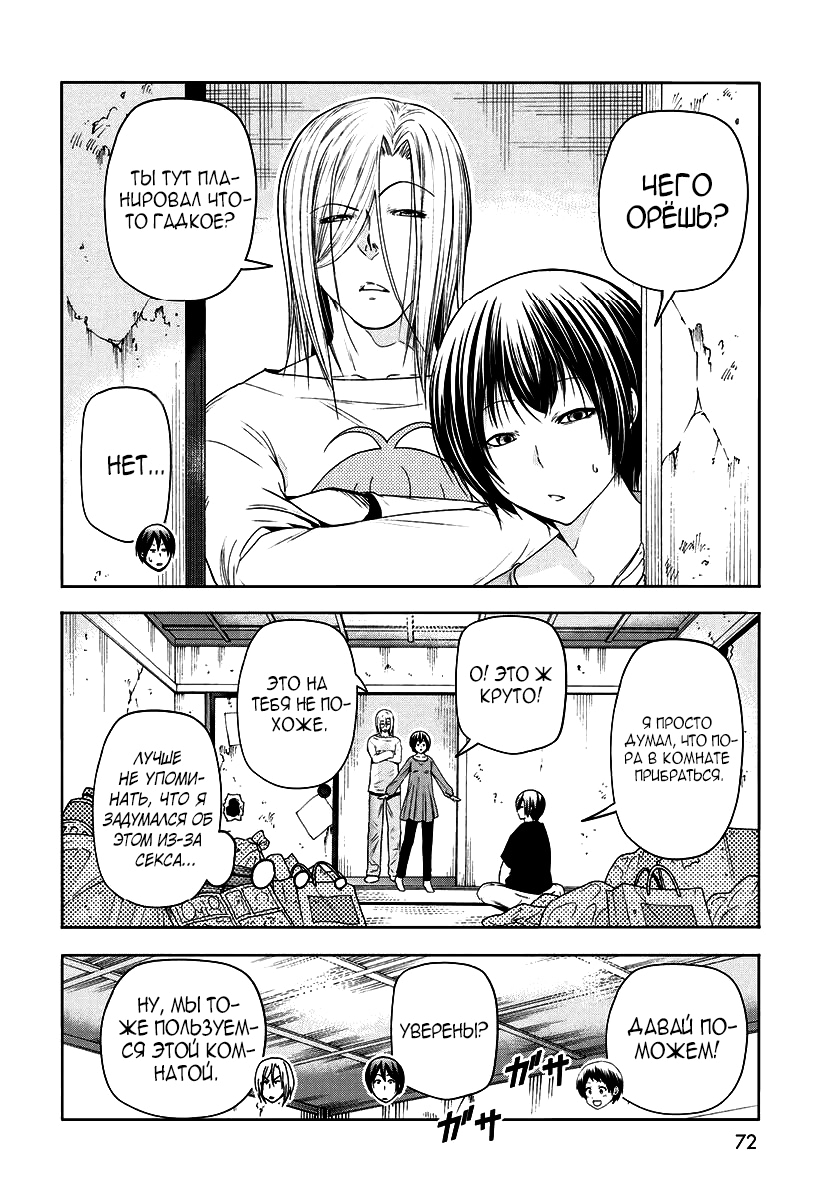 ЧЕГО
ОРЁШЬ?
ТЫ ТУТ ПЛА-
НИРОВАЛ ЧТО-
ТО ГАДКОЕ?
НЕТ...
Я ПРОСТО
ДУМАЛ, ЧТО ПО-
РА В КОМНАТЕ
ПРИБРАТЬСЯ.
О! ЭТО Ж
КРУТО!
ЭТО НА
ТЕБЯ НЕ ПО-
ХОЖЕ.
ЛУЧШЕ
НЕ УПОМИ-
НАТЬ, ЧТО Я
ЗАДУМАЛСЯ ОБ
ЭТОМ ИЗ-ЗА
СЕКСА...
ДАВАЙ ПО-
МОЖЕМ!
УВЕРЕНЫ?
НУ, МЫ ТО-
ЖЕ ПОЛЬЗУЕМ-
СЯ ЭТОЙ КОМ-
НАТОЙ.
ガサ
ガサ
72